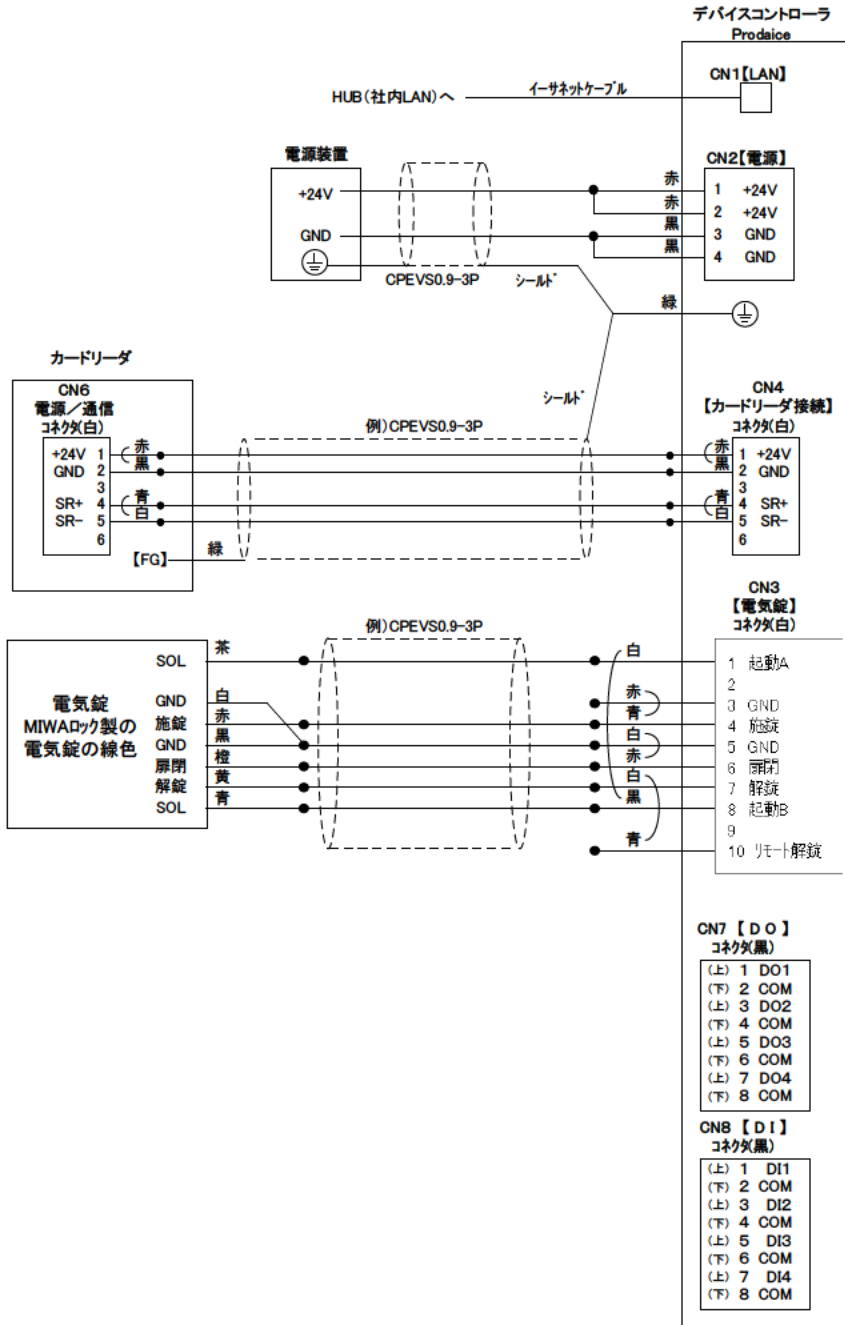 デバイスコントローラ
Prodaice
CN1【LAN】
HUB(社内LAN)へ
イーサネットケーブル
電源装置
+24V
GND
CPEVS0.9-3P
シールド
CN2【電源】
赤
赤
黒
黒
1 +24V
2 +24V
3 GND
4 GND
緑
シールド
カードリーダ
CN6
電源/通信
コネクタ(白)
+24V 1
GND 2
3
SR+ 4
SR- 5
6
【FG】
赤
黒
青
白
緑
例)CPEVS0.9-3P
CN4
【カードリーダ接続】
コネクタ(白)
赤
黒
青
白
1 +24V
2 GND
3
4 SR+
5 SR-
6
CN3
【電気錠】
コネクタ(白)
例)CPEVS0.9-3P
電気錠
MIWAロック製の
電気錠の線色
SOL
GND
施錠
GND
扉閉
解錠
SOL
茶
白
赤
黒
橙
黄
青
白
赤
青
白
赤
白
黒
青
1 起動A
2
3 GND
4 施錠
5 GND
6 扉閉
7 解錠
8 起動B
9
10 リモート解錠
CN7【DO】
コネクタ(黒)
(上) 1 DO1
(下) 2 COM
(上) 3 DO2
(下) 4 COM
(上) 5 DO3
(下) 6 COM
(上) 7 DO4
(下) 8 COM
CN8【DI】
コネクタ(黒)
(上) 1 DI1
(下) 2 COM
(上) 3 DI2
(下) 4 COM
(上) 5 DI3
(下) 6 COM
(上) 7 DI4
(下) 8 COM